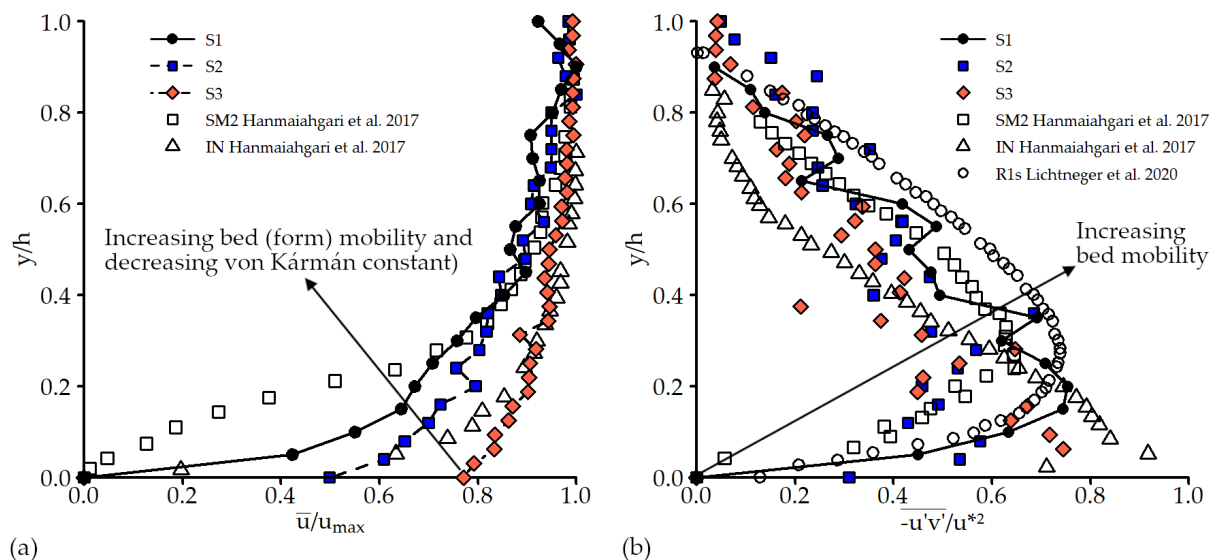 1.0
0.8
0.6
0.4
0.2
0.0
y/h
S1
S2
S3
SM2 Hanmaiahgari et al. 2017
IN Hanmaiahgari et al. 2017
Increasing bed (form) mobility and
decreasing von Kármán constant)
0.0 0.2 0.4 0.6 0.8 1.0
u̅/umax
(a)
1.0
0.8
0.6
0.4
0.2
0.0
y/h
S1
S2
S3
SM2 Hanmaiahgari et al. 2017
IN Hanmaiahgari et al. 2017
R1s Lichtneger et al. 2020
Increasing
bed mobility
0.0 0.2 0.4 0.6 0.8 1.0
-u'v'/u*2
(b)